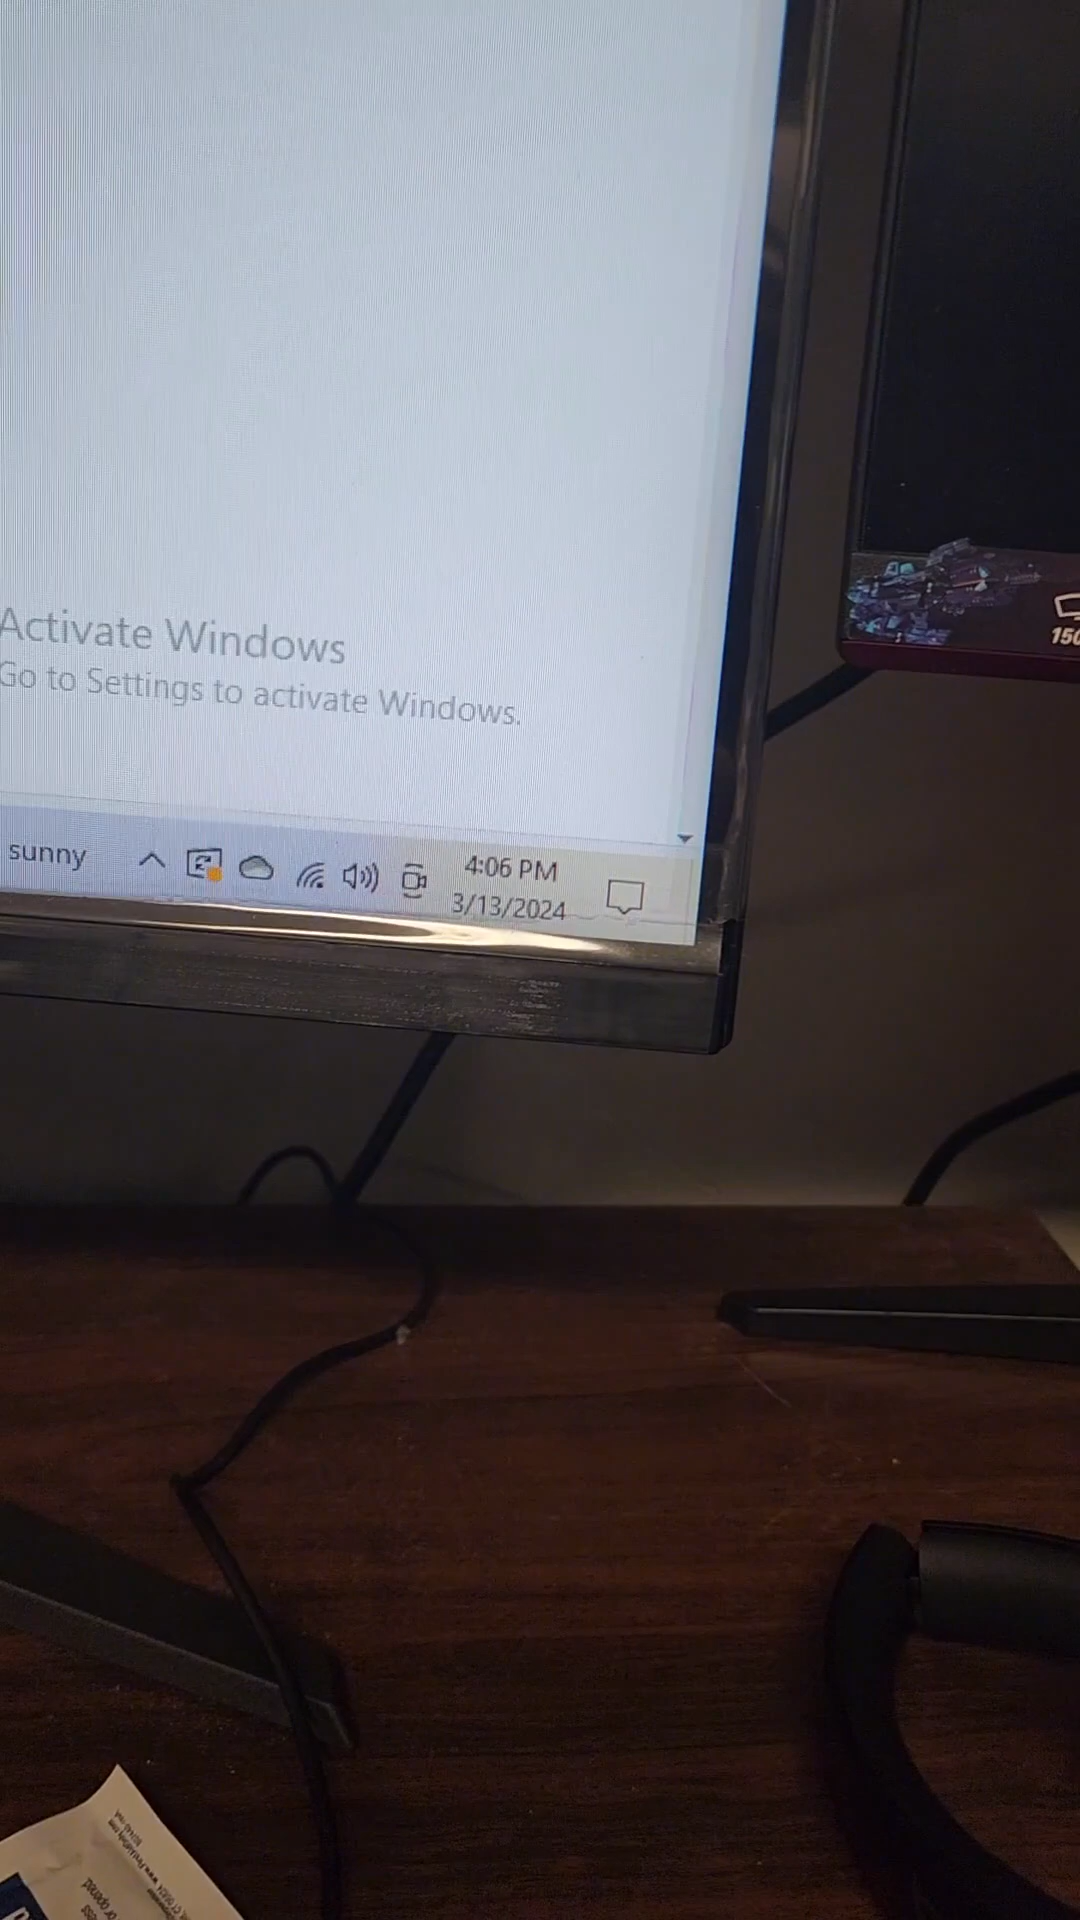 Activate Windows
Go to Settings to activate Windows.
sunny
4:06 PM
3/13/2024